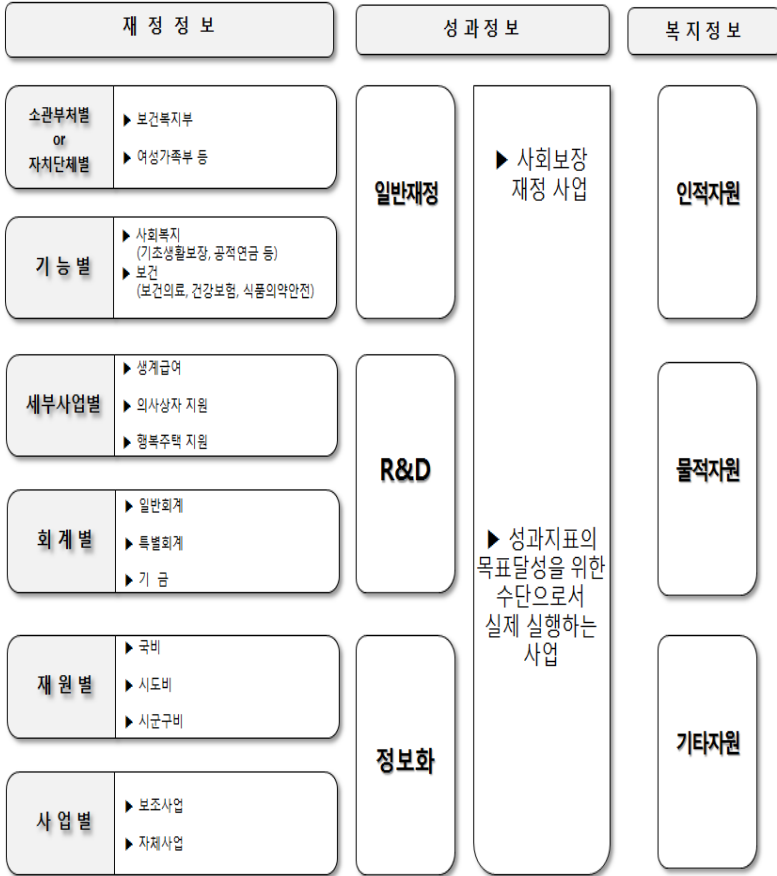 재 정 정 보
성 과 정 보
복 지 정 보
소관부처별
or
자치단체별
▶ 보건복지부
▶ 여성가족부 등
기 능 별
▶ 사회복지
(기초생활보장, 공적연금 등)
▶ 보건
(보건의료, 건강보험, 식품의약안전)
세부사업별
▶ 생계급여
▶ 의사상자 지원
▶ 행복주택 지원
회 계 별
▶ 일반회계
▶ 특별회계
▶ 기 금
재 원 별
▶ 국비
▶ 시도비
▶ 시군구비
사 업 별
▶ 보조사업
▶ 자체사업
일반재정
R&D
정보화
▶ 사회보장
재정 사업
▶ 성과지표의
목표달성을 위한
수단으로서
실제 실행하는
사업
인적자원
물적자원
기타자원